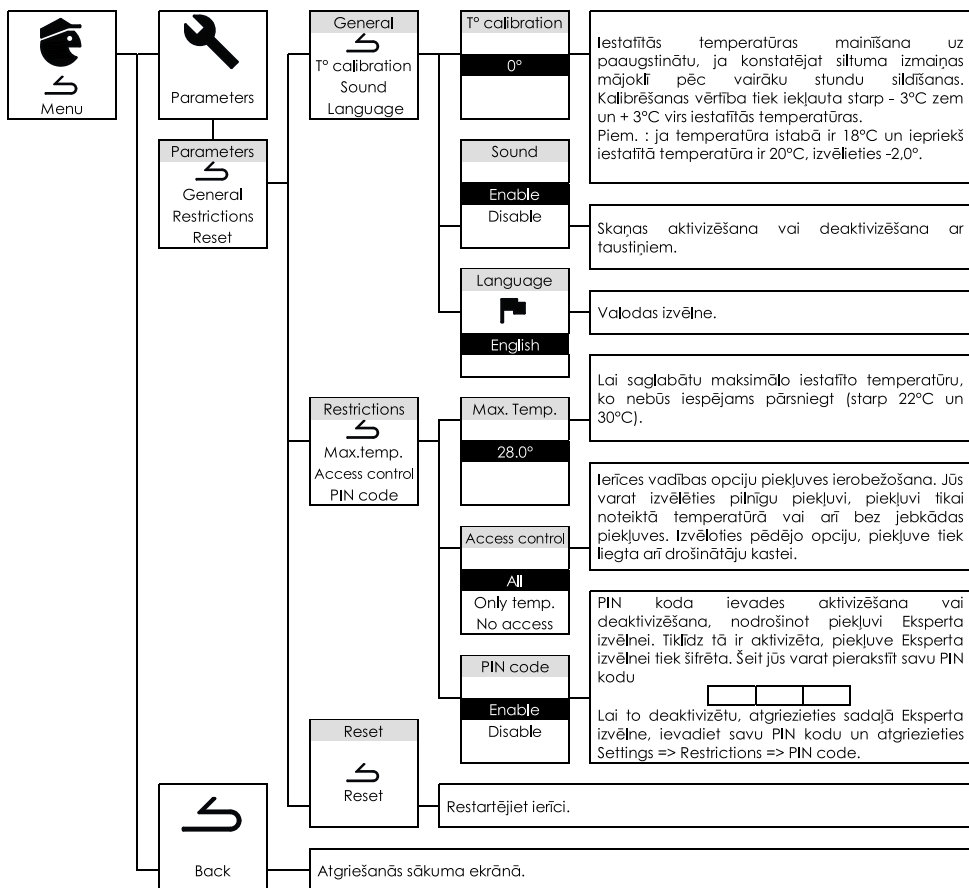 Menu
Parameters
Parameters
General
Restrictions
Reset
General
T° calibration
Sound
Language
T° calibration
0°
Iestatītās temperatūras mainīšana uz
paaugstinātu, ja konstatējat siltuma izmaiņas
mājoklī pēc vairāku stundu sildīšanas.
Kalibrēšanas vērtība tiek iekļauta starp - 3°C zem
un + 3°C virs iestatītās temperatūras.
Piem. : ja temperatūra istabā ir 18°C un iepriekš
iestatītā temperatūra ir 20°C, izvēlieties -2,0°.
Sound
Enable
Disable
Skaņas aktivizēšana vai deaktivizēšana ar
taustiņiem.
Language
English
Valodas izvēlne.
Restrictions
Max.temp.
Access control
PIN code
Max. Temp.
28.0°
Lai saglabātu maksimālo iestatīto temperatūru,
ko nebūs iespējams pārsniegt (starp 22°C un
30°C).
Access control
All
Only temp.
No access
Ierīces vadības opciju piekļuves ierobežošana. Jūs
varat izvēlēties pilnīgu piekļuvi, piekļuvi tikai
noteiktā temperatūrā vai arī bez jebkādas
piekļuves. Izvēloties pēdējo opciju, piekļuve tiek
liegta arī drošinātāju kastei.
PIN code
Enable
Disable
PIN koda ievades aktivizēšana vai
deaktivizēšana, nodrošinot piekļuvi Eksperta
izvēlnei. Tiklīdz tā ir aktivizēta, piekļuve Eksperta
izvēlnei tiek šifrēta. Šeit jūs varat pierakstīt savu PIN
kodu
Lai to deaktivizētu, atgriezieties sadaļā Eksperta
izvēlne, ievadiet savu PIN kodu un atgriezieties
Settings => Restrictions => PIN code.
Reset
Reset
Restartējiet ierīci.
Back
Atgriešanās sākuma ekrānā.